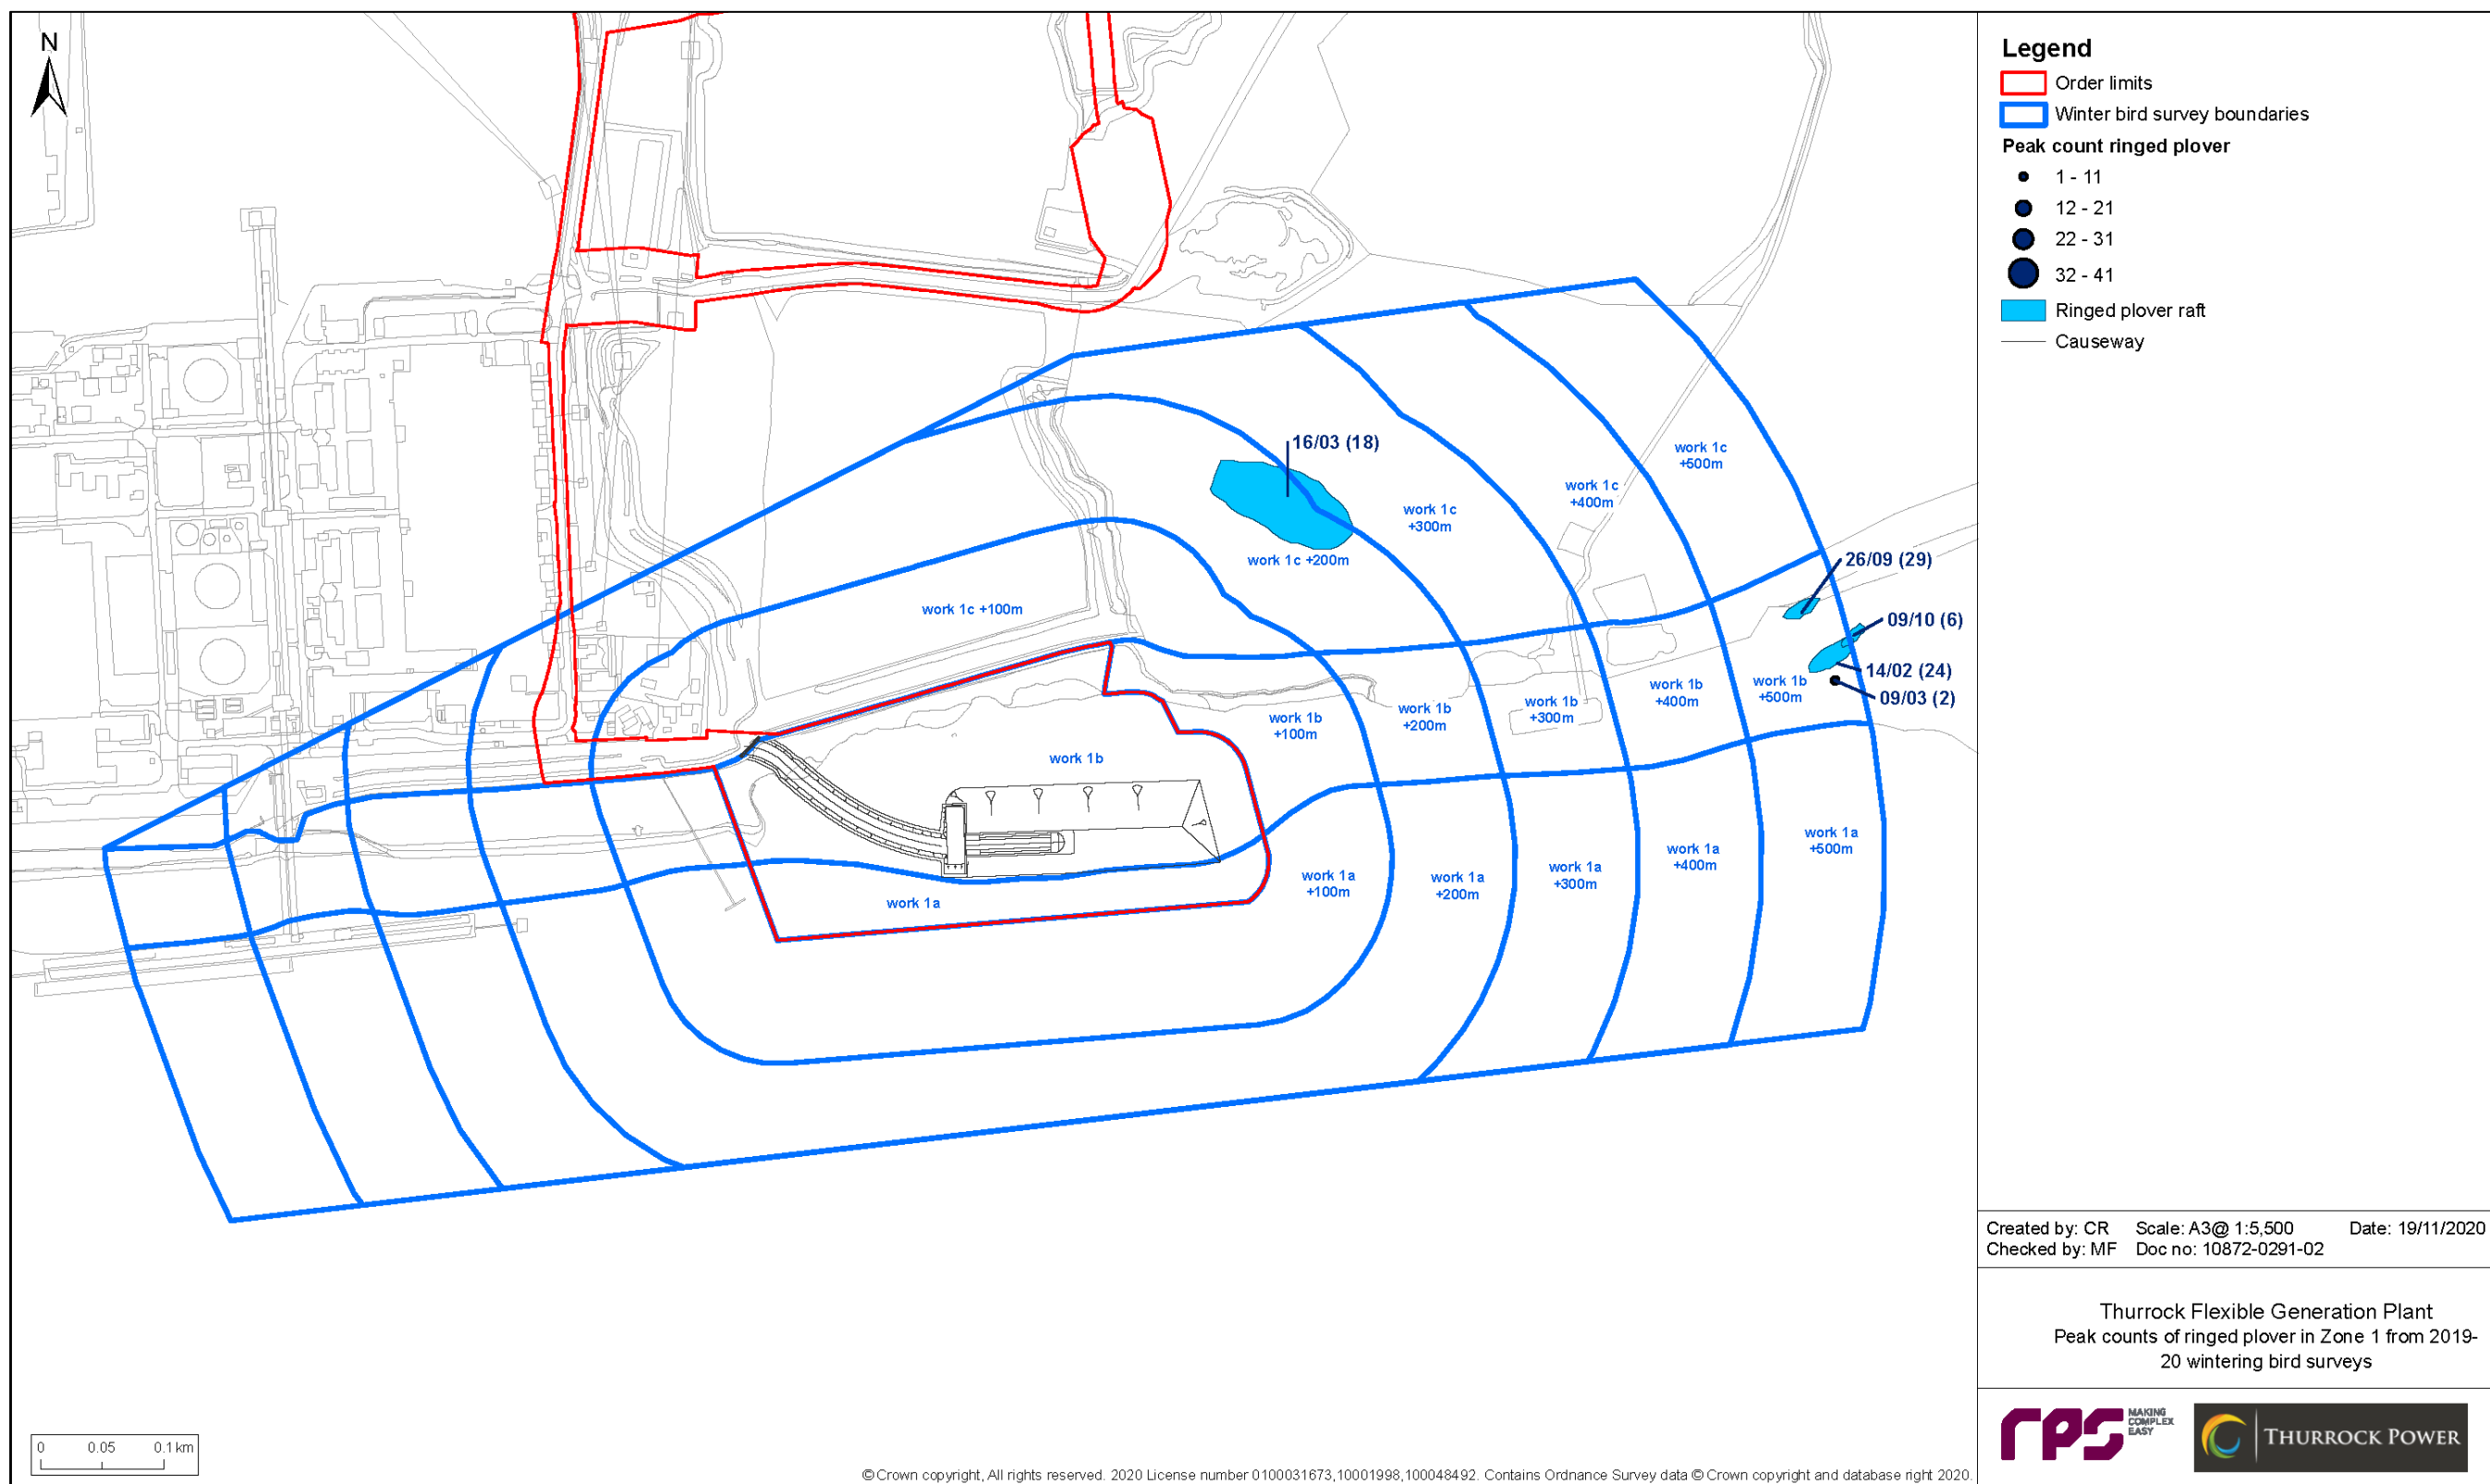 N
16/03 (18)
work 1c
+500m
work 1c
+400m
work 1c
+300m
work 1c +200m
26/09 (29)
work 1c +100m
09/10 (6)
14/02 (24)
work 1b
+500m
work 1b
+400m
09/03 (2)
work 1b
+300m
work 1b
+200m
work 1b
+100m
work 1b
work 1a
+500m
work 1a
+400m
work 1a
+300m
work 1a
+200m
work 1a
+100m
work 1a
0 0.05 0.1 km
© Crown copyright, All rights reserved. 2020 License number 0100031673,10001998,100048492. Contains Ordnance Survey data © Crown copyright and database right 2020.
Legend
Order limits
Winter bird survey boundaries
Peak count ringed plover
1 - 11
12 - 21
22 - 31
32 - 41
Ringed plover raft
Causeway
Created by: CR Scale: A3@ 1:5,500 Date: 19/11/2020
Checked by: MF Doc no: 10872-0291-02
Thurrock Flexible Generation Plant
Peak counts of ringed plover in Zone 1 from 2019-
20 wintering bird surveys
rps
MAKING
COMPLEX
EASY
THURROCK POWER